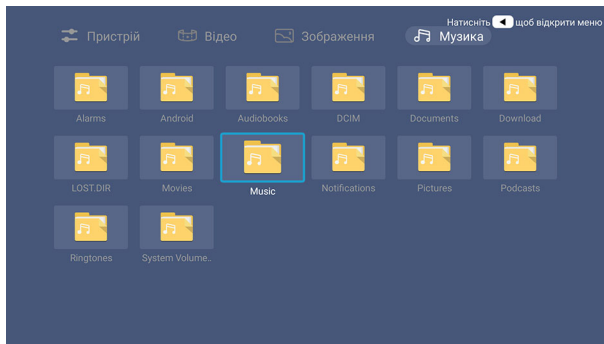 Натисніть ◀ щоб відкрити меню
Пристрій Відео Зображення Музика
Alarms Android Audiobooks DCIM Documents Download
LOST.DIR Movies Music Notifications Pictures Podcasts
Ringtones System Volume..